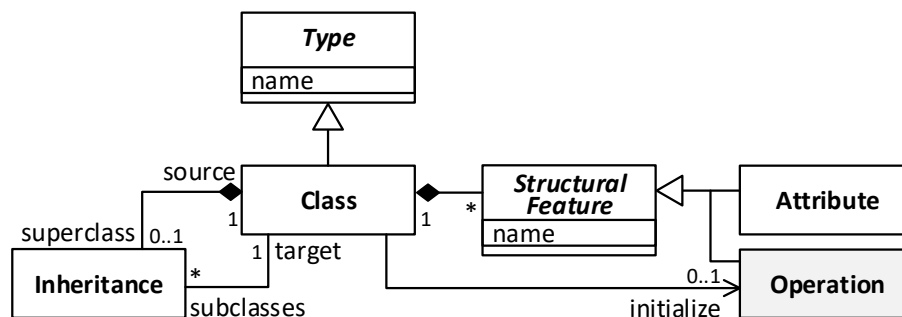 Type
name
source
Class
1
1
*
Structural
Feature
name
Attribute
superclass
0..1
1
target
Inheritance
*
subclasses
0..1
initialize
Operation